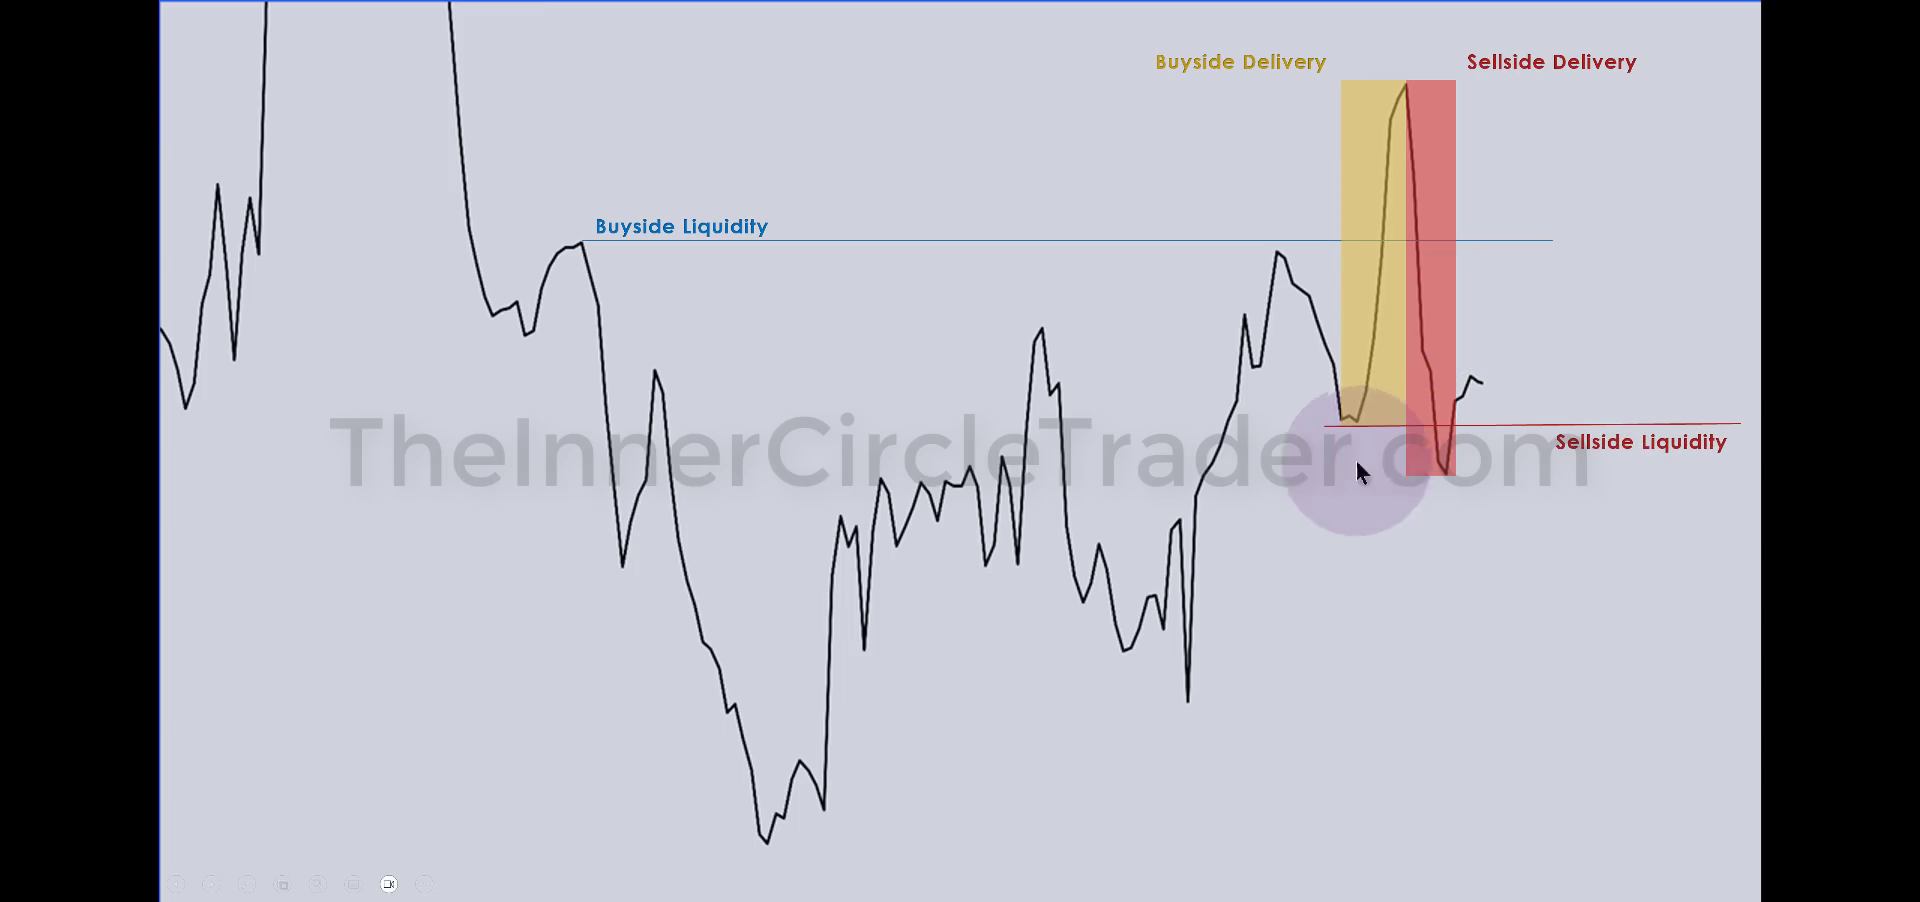 Buyside Delivery
Sellside Delivery
Buyside Liquidity
TheInnerCircleTrader.com
Sellside Liquidity